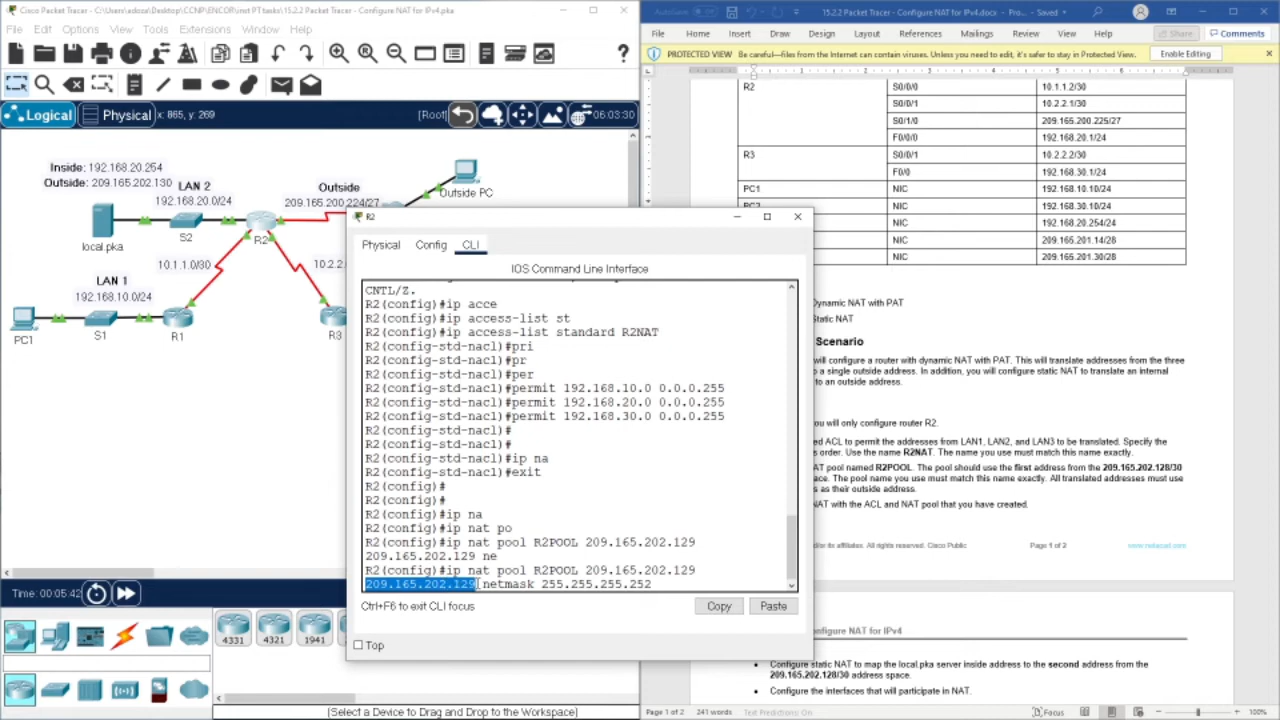 Cisco Packet Tracer - C:\Users\adoza\Desktop\CCNP\ENCOR\net PT tasks\15.2.2 Packet Tracer - Configure NAT for IPv4.pka
File Edit Options View Tools Extensions Window Help
?
Logical Physical x: 865, y: 269 [Root] 06:03:30
Inside: 192.168.20.254
Outside: 209.165.202.130
LAN 2
192.168.20.0/24
Outside
209.165.200.224/27
Outside PC
S2
R2
local.pka
10.1.1.0/30
10.2.2.
LAN 1
192.168.10.0/24
PC1
S1
R1
R3
Time: 00:05:42
4331 4321 1941
(Select a Device to Drag and Drop to the Workspace)
R2
Physical Config CLI
IOS Command Line Interface
CNTL/Z.
R2(config)#ip acce
R2(config)#ip access-list st
R2(config)#ip access-list standard R2NAT
R2(config-std-nacl)#pri
R2(config-std-nacl)#pr
R2(config-std-nacl)#per
R2(config-std-nacl)#permit 192.168.10.0 0.0.0.255
R2(config-std-nacl)#permit 192.168.20.0 0.0.0.255
R2(config-std-nacl)#permit 192.168.30.0 0.0.0.255
R2(config-std-nacl)#
R2(config-std-nacl)#
R2(config-std-nacl)#ip na
R2(config-std-nacl)#exit
R2(config)#
R2(config)#
R2(config)#ip na
R2(config)#ip nat po
R2(config)#ip nat pool R2POOL 209.165.202.129
209.165.202.129 ne
R2(config)#ip nat pool R2POOL 209.165.202.129
209.165.202.129 netmask 255.255.255.252
Ctrl+F6 to exit CLI focus
Copy Paste
Top
AutoSave 15.2.2 Packet Tracer - Configure NAT for IPv4.docx - Pro... - Saved
File Home Insert Draw Design Layout References Mailings Review View Help Share Comments
PROTECTED VIEW Be careful—files from the Internet can contain viruses. Unless you need to edit, it's safer to stay in Protected View. Enable Editing
R2 S0/0/0 10.1.1.2/30
S0/0/1 10.2.2.1/30
S0/1/0 209.165.200.225/27
F0/0/0 192.168.20.1/24
R3 S0/0/1 10.2.2.2/30
F0/0 192.168.30.1/24
PC1 NIC 192.168.10.10/24
PC2 NIC 192.168.30.10/24
NIC 192.168.20.254/24
NIC 209.165.201.14/28
NIC 209.165.201.30/28
Dynamic NAT with PAT
Static NAT
Scenario
will configure a router with dynamic NAT with PAT. This will translate addresses from the three
o a single outside address. In addition, you will configure static NAT to translate an internal
to an outside address.
you will only configure router R2.
ed ACL to permit the addresses from LAN1, LAN2, and LAN3 to be translated. Specify the
s order. Use the name R2NAT. The name you use must match this name exactly.
AT pool named R2POOL. The pool should use the first address from the 209.165.202.128/30
ace. The pool name you use must match this name exactly. All translated addresses must use
s as their outside address.
NAT with the ACL and NAT pool that you have created.
d/or its affiliates. All rights reserved. Cisco Public Page 1 of 2 www.netacad.com
nfigure NAT for IPv4
• Configure static NAT to map the local.pka server inside address to the second address from the
209.165.202.128/30 address space.
• Configure the interfaces that will participate in NAT.
Page 1 of 2 241 words Text Predictions: On Focus 100%